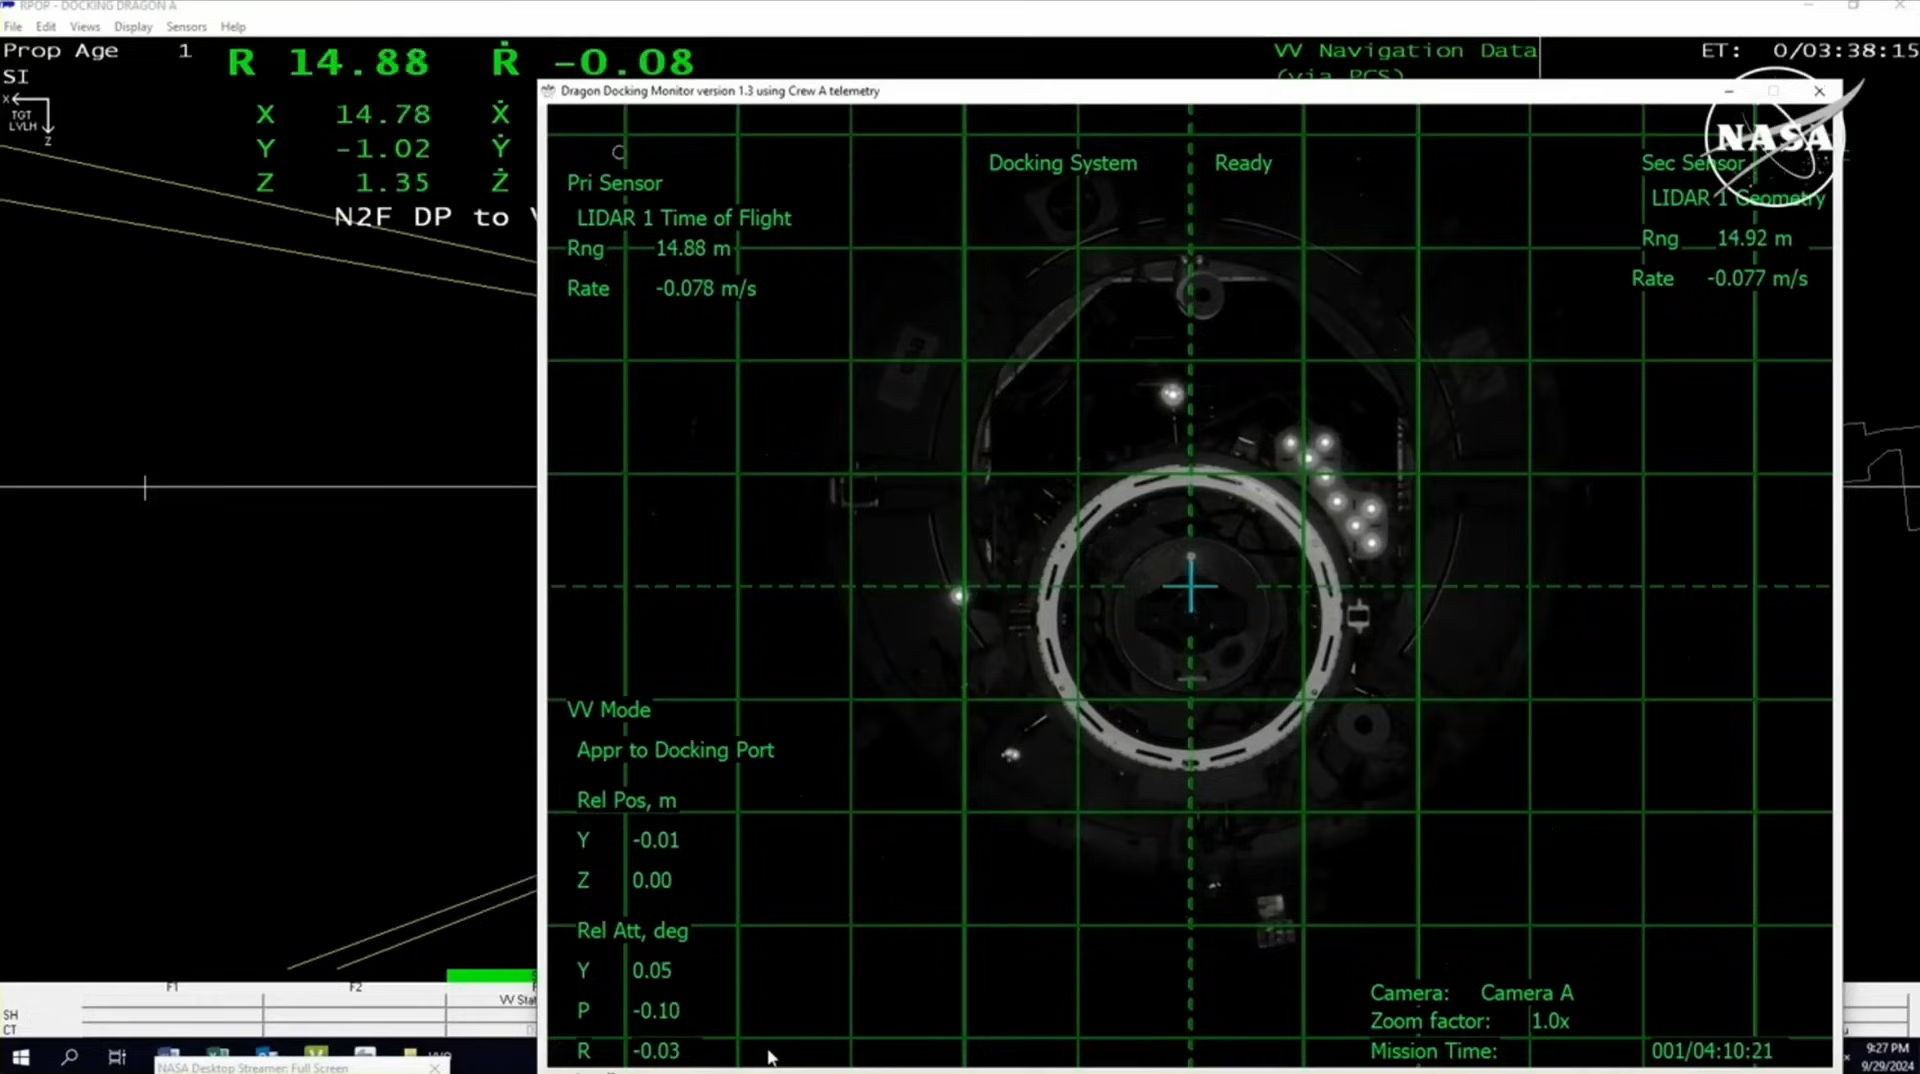 RPOP - DOCKING DRAGON A
File Edit Views Display Sensors Help
Prop Age 1
SI
R 14.88 Ṙ -0.08
VV Navigation Data
(via PCS)
ET: 0/03:38:15
X
TGT
LVLH
Z
X 14.78 Ẋ
Y -1.02 Ẏ
Z 1.35 Ż
N2F DP to
Dragon Docking Monitor version 1.3 using Crew A telemetry
NASA
Docking System Ready
Pri Sensor
LIDAR 1 Time of Flight
Rng 14.88 m
Rate -0.078 m/s
Sec Sensor
LIDAR 1 Geometry
Rng 14.92 m
Rate -0.077 m/s
VV Mode
Appr to Docking Port
Rel Pos, m
Y -0.01
Z 0.00
Rel Att, deg
Y 0.05
P -0.10
R -0.03
Camera: Camera A
Zoom factor: 1.0x
Mission Time: 001/04:10:21
F1 F2
SH
CT
NASA Desktop Streamer: Full Screen
9:27 PM
9/29/2024